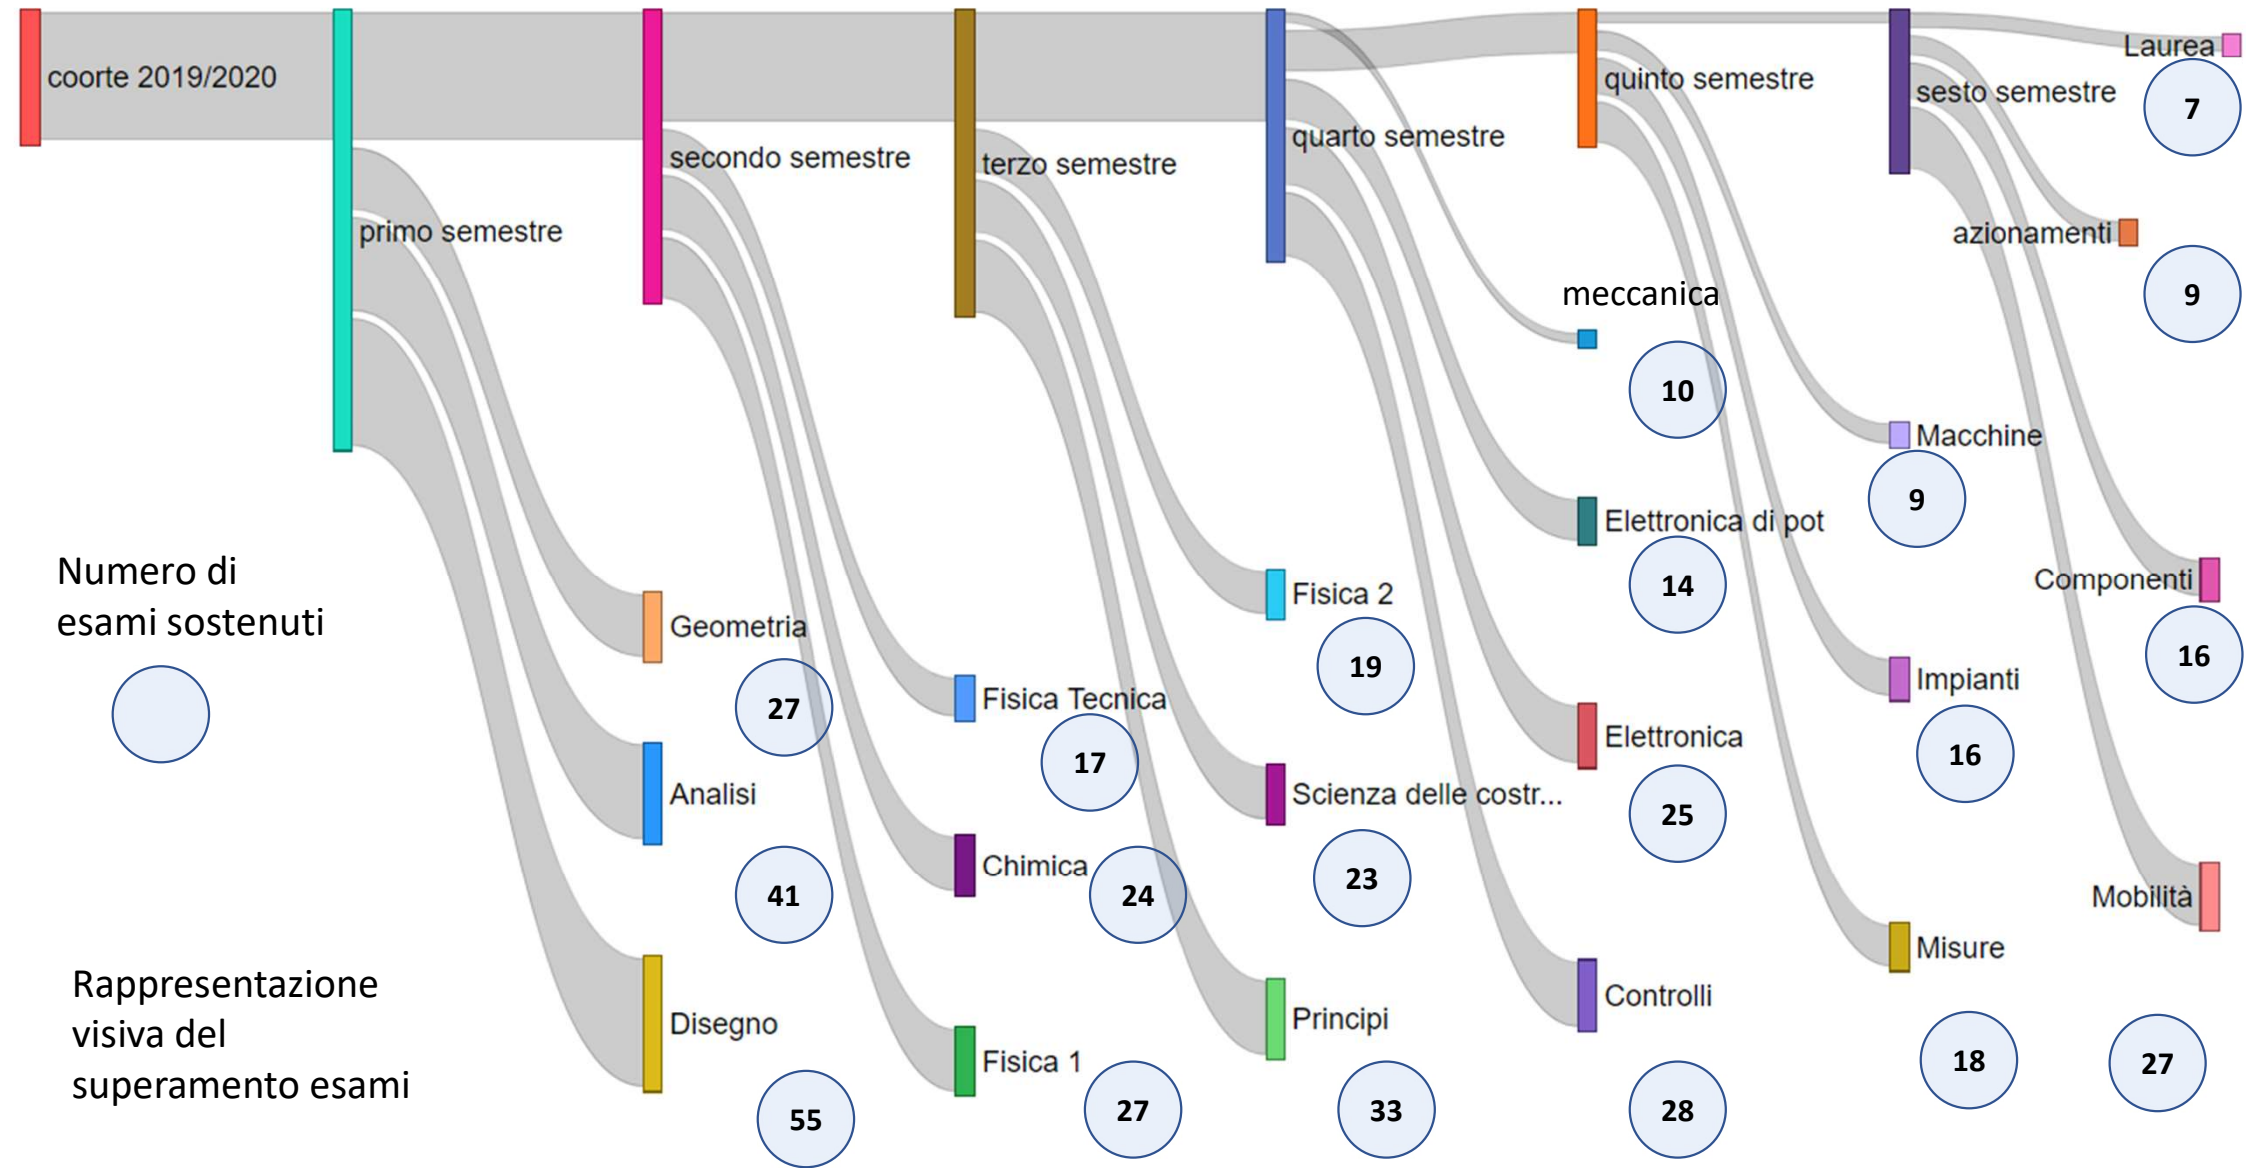 coorte 2019/2020
primo semestre
secondo semestre
terzo semestre
quarto semestre
quinto semestre
sesto semestre
Laurea
7
azionamenti
9
meccanica
10
Macchine
9
Elettronica di pot
14
Componenti
16
Numero di
esami sostenuti
Geometria
27
Fisica Tecnica
17
Fisica 2
19
Impianti
16
Elettronica
25
Analisi
41
Chimica
24
Scienza delle costr...
23
Mobilità
27
Misure
18
Rappresentazione
visiva del
superamento esami
Disegno
55
Fisica 1
27
Principi
33
Controlli
28